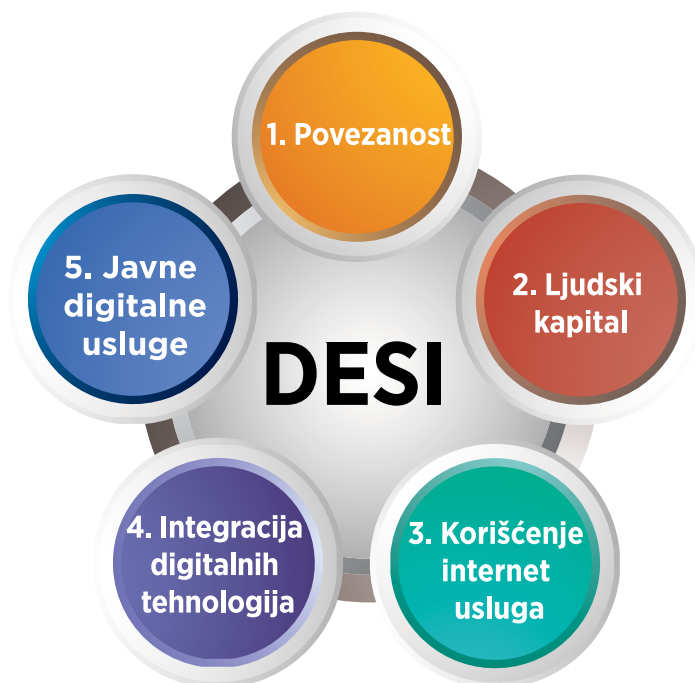 1. Povezanost
2. Ljudski
kapital
3. Korišćenje
internet
usluga
4. Integracija
digitalnih
tehnologija
5. Javne
digitalne
usluge
DESI